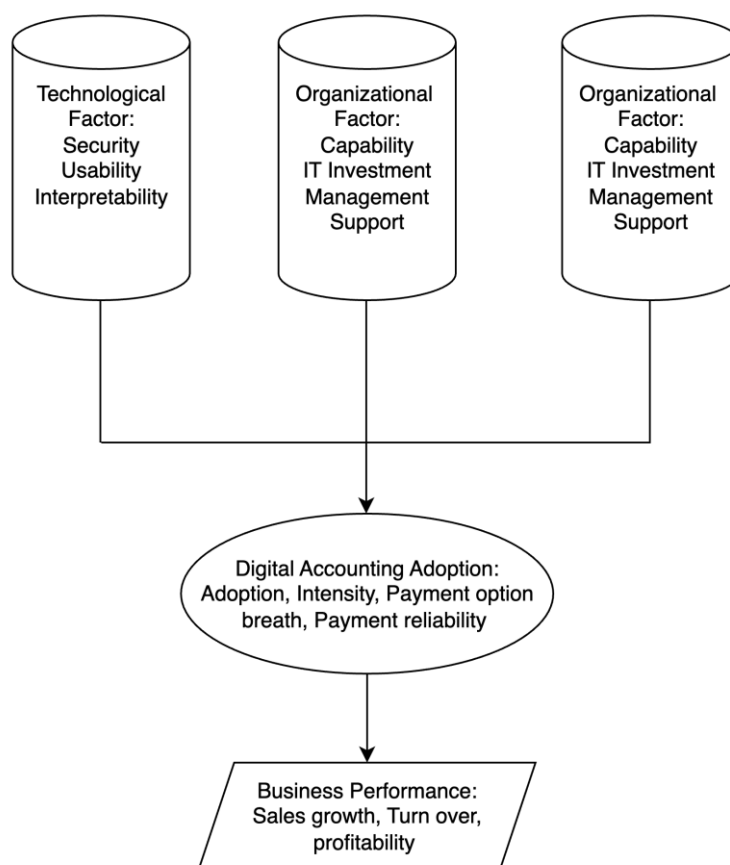 Technological
Factor:
Security
Usability
Interpretability
Organizational
Factor:
Capability
IT Investment
Management
Support
Organizational
Factor:
Capability
IT Investment
Management
Support
Digital Accounting Adoption:
Adoption, Intensity, Payment option
breath, Payment reliability
Business Performance:
Sales growth, Turn over,
profitability